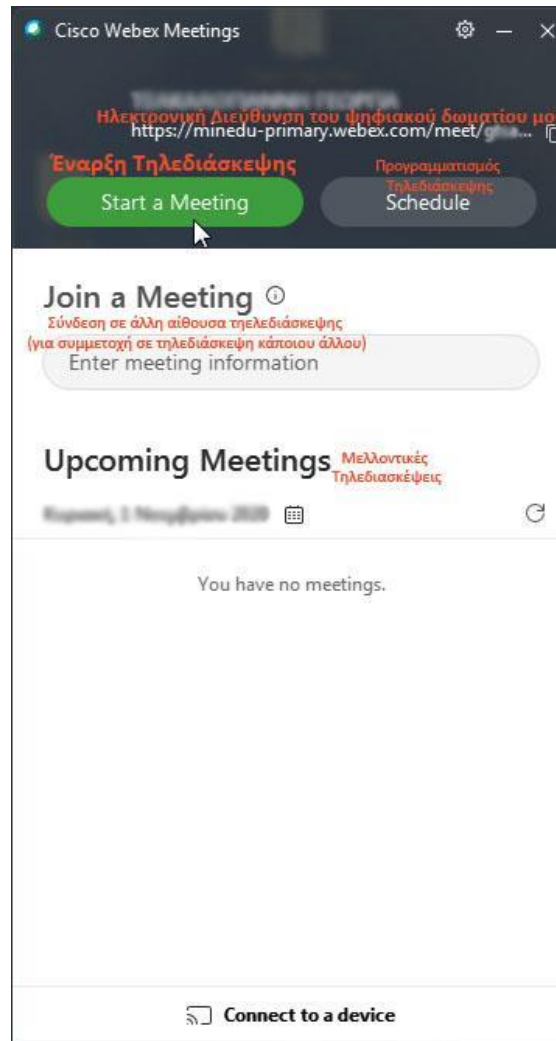 Cisco Webex Meetings
Ηλεκτρονική Διεύθυνση του ψηφιακού δωματίου μο
https://minedu-primary.webex.com/meet/
Έναρξη Τηλεδιάσκεψης
Προγραμματισμός
Τηλεδιάσκεψης
Start a Meeting
Schedule
Join a Meeting
Σύνδεση σε άλλη αίθουσα τηελεδιάσκεψης
(για συμμετοχή σε τηλεδιάσκεψη κάποιου άλλου)
Enter meeting information
Upcoming Meetings
Μελλοντικές
Τηλεδιασκέψεις
You have no meetings.
Connect to a device